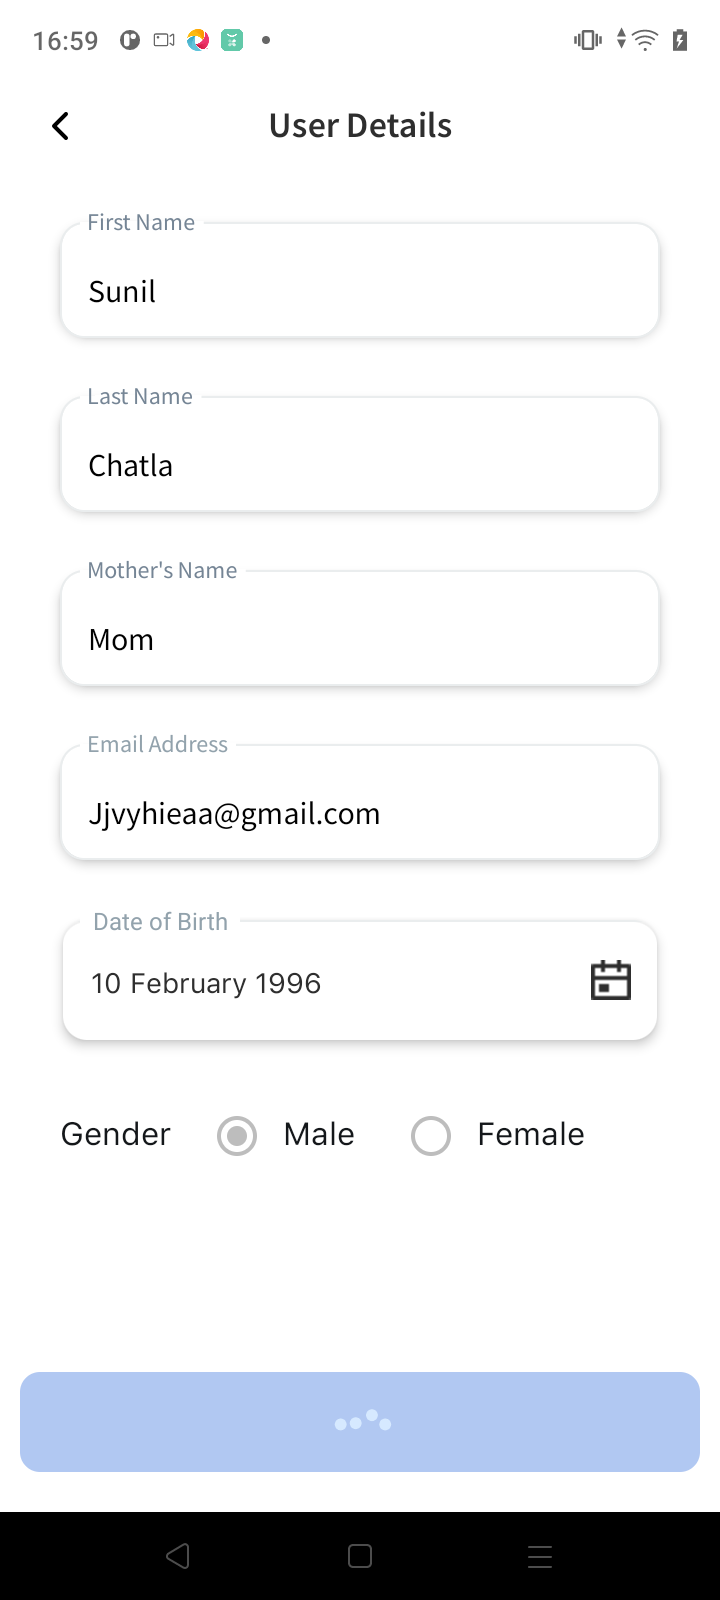 16:59
User Details
First Name
Sunil
Last Name
Chatla
Mother's Name
Mom
Email Address
Jjvyhieaa@gmail.com
Date of Birth
10 February 1996
Gender Male Female